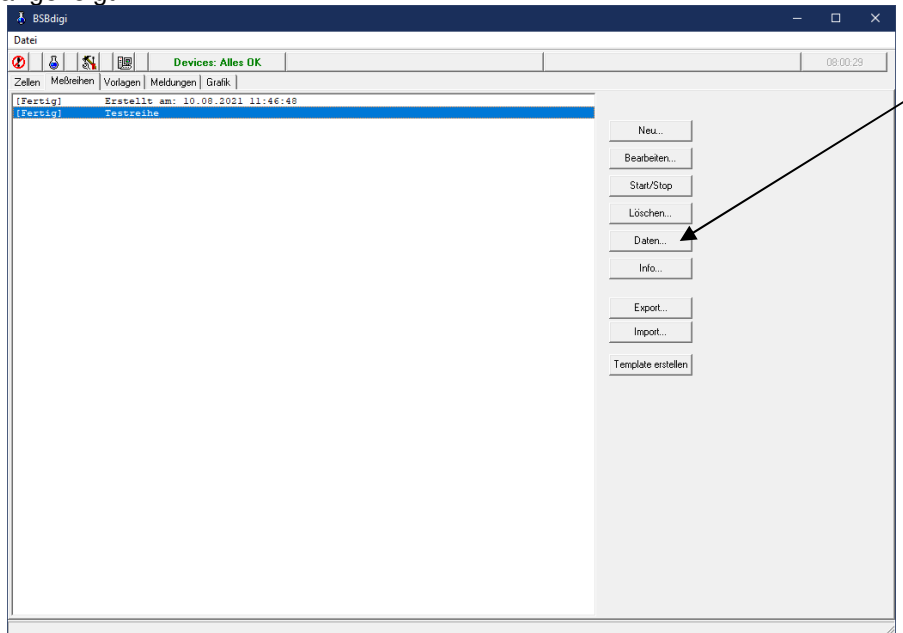 BSBdigi
Datei
Devices: Alles OK
08:00:29
Zellen Meßreihen Vorlagen Meldungen Grafik
[Fertig] Erstellt am: 10.08.2021 11:46:48
[Fertig] Testreihe
Neu...
Bearbeiten...
Start/Stop
Löschen...
Daten...
Info...
Export...
Import...
Template erstellen